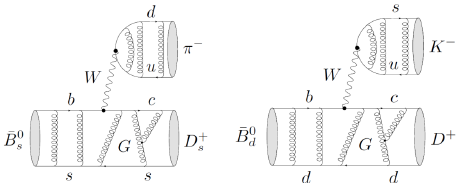 d
π⁻
u
W
b c
B̄⁰ₛ G D⁺ₛ
s s
s
K⁻
u
W
b c
B̄⁰_d G D⁺
d d